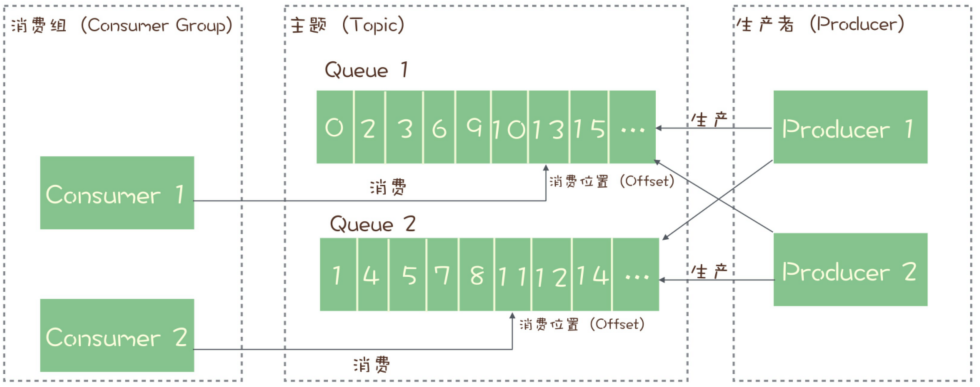 消费组 (Consumer Group)
Consumer 1
Consumer 2
消费
消费
主题 (Topic)
Queue 1
0 2 3 6 9 10 13 15 ...
消费位置 (Offset)
Queue 2
1 4 5 7 8 11 12 14 ...
消费位置 (Offset)
生产者 (Producer)
生产
Producer 1
生产
Producer 2